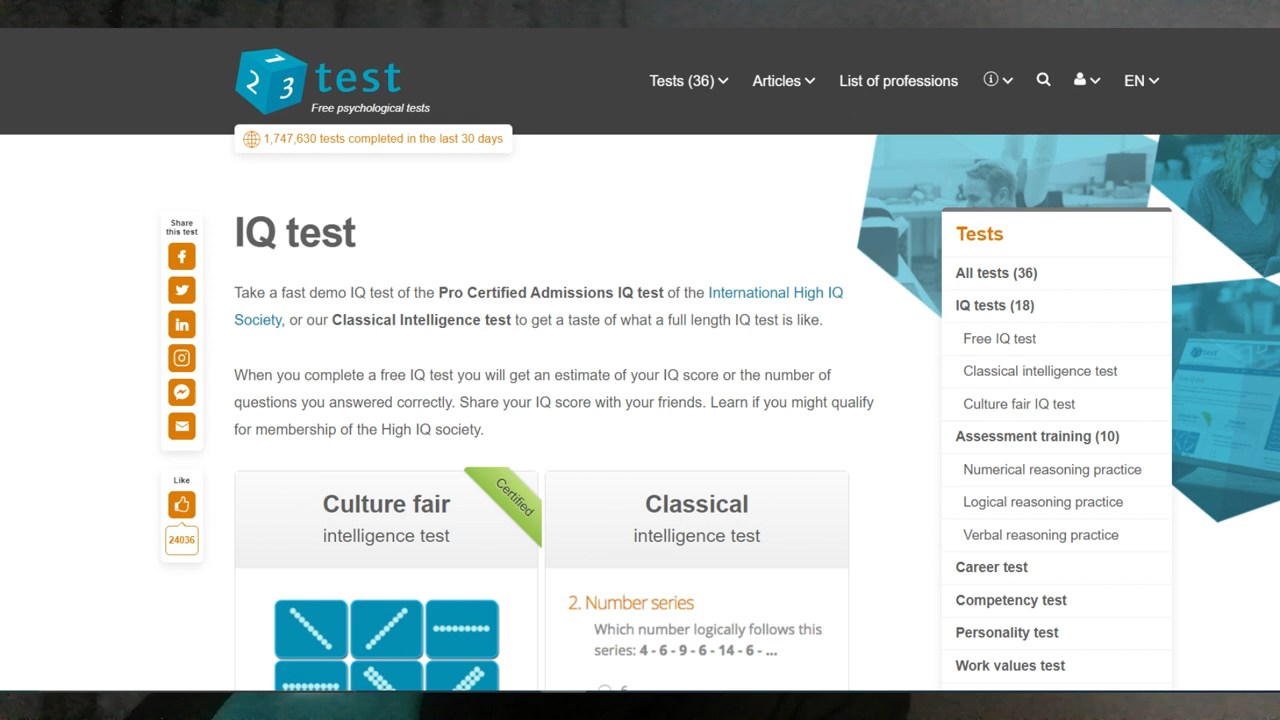 1
2 3 test
Free psychological tests
Tests (36)
Articles
List of professions
EN
1,747,630 tests completed in the last 30 days
Share
this test
IQ test
Take a fast demo IQ test of the Pro Certified Admissions IQ test of the International High IQ
Society, or our Classical Intelligence test to get a taste of what a full length IQ test is like.
When you complete a free IQ test you will get an estimate of your IQ score or the number of
questions you answered correctly. Share your IQ score with your friends. Learn if you might qualify
for membership of the High IQ society.
Like
24036
Culture fair
intelligence test
Certified
Classical
intelligence test
2. Number series
Which number logically follows this
series: 4 - 6 - 9 - 6 - 14 - 6 - ...
Tests
All tests (36)
IQ tests (18)
Free IQ test
Classical intelligence test
Culture fair IQ test
Assessment training (10)
Numerical reasoning practice
Logical reasoning practice
Verbal reasoning practice
Career test
Competency test
Personality test
Work values test